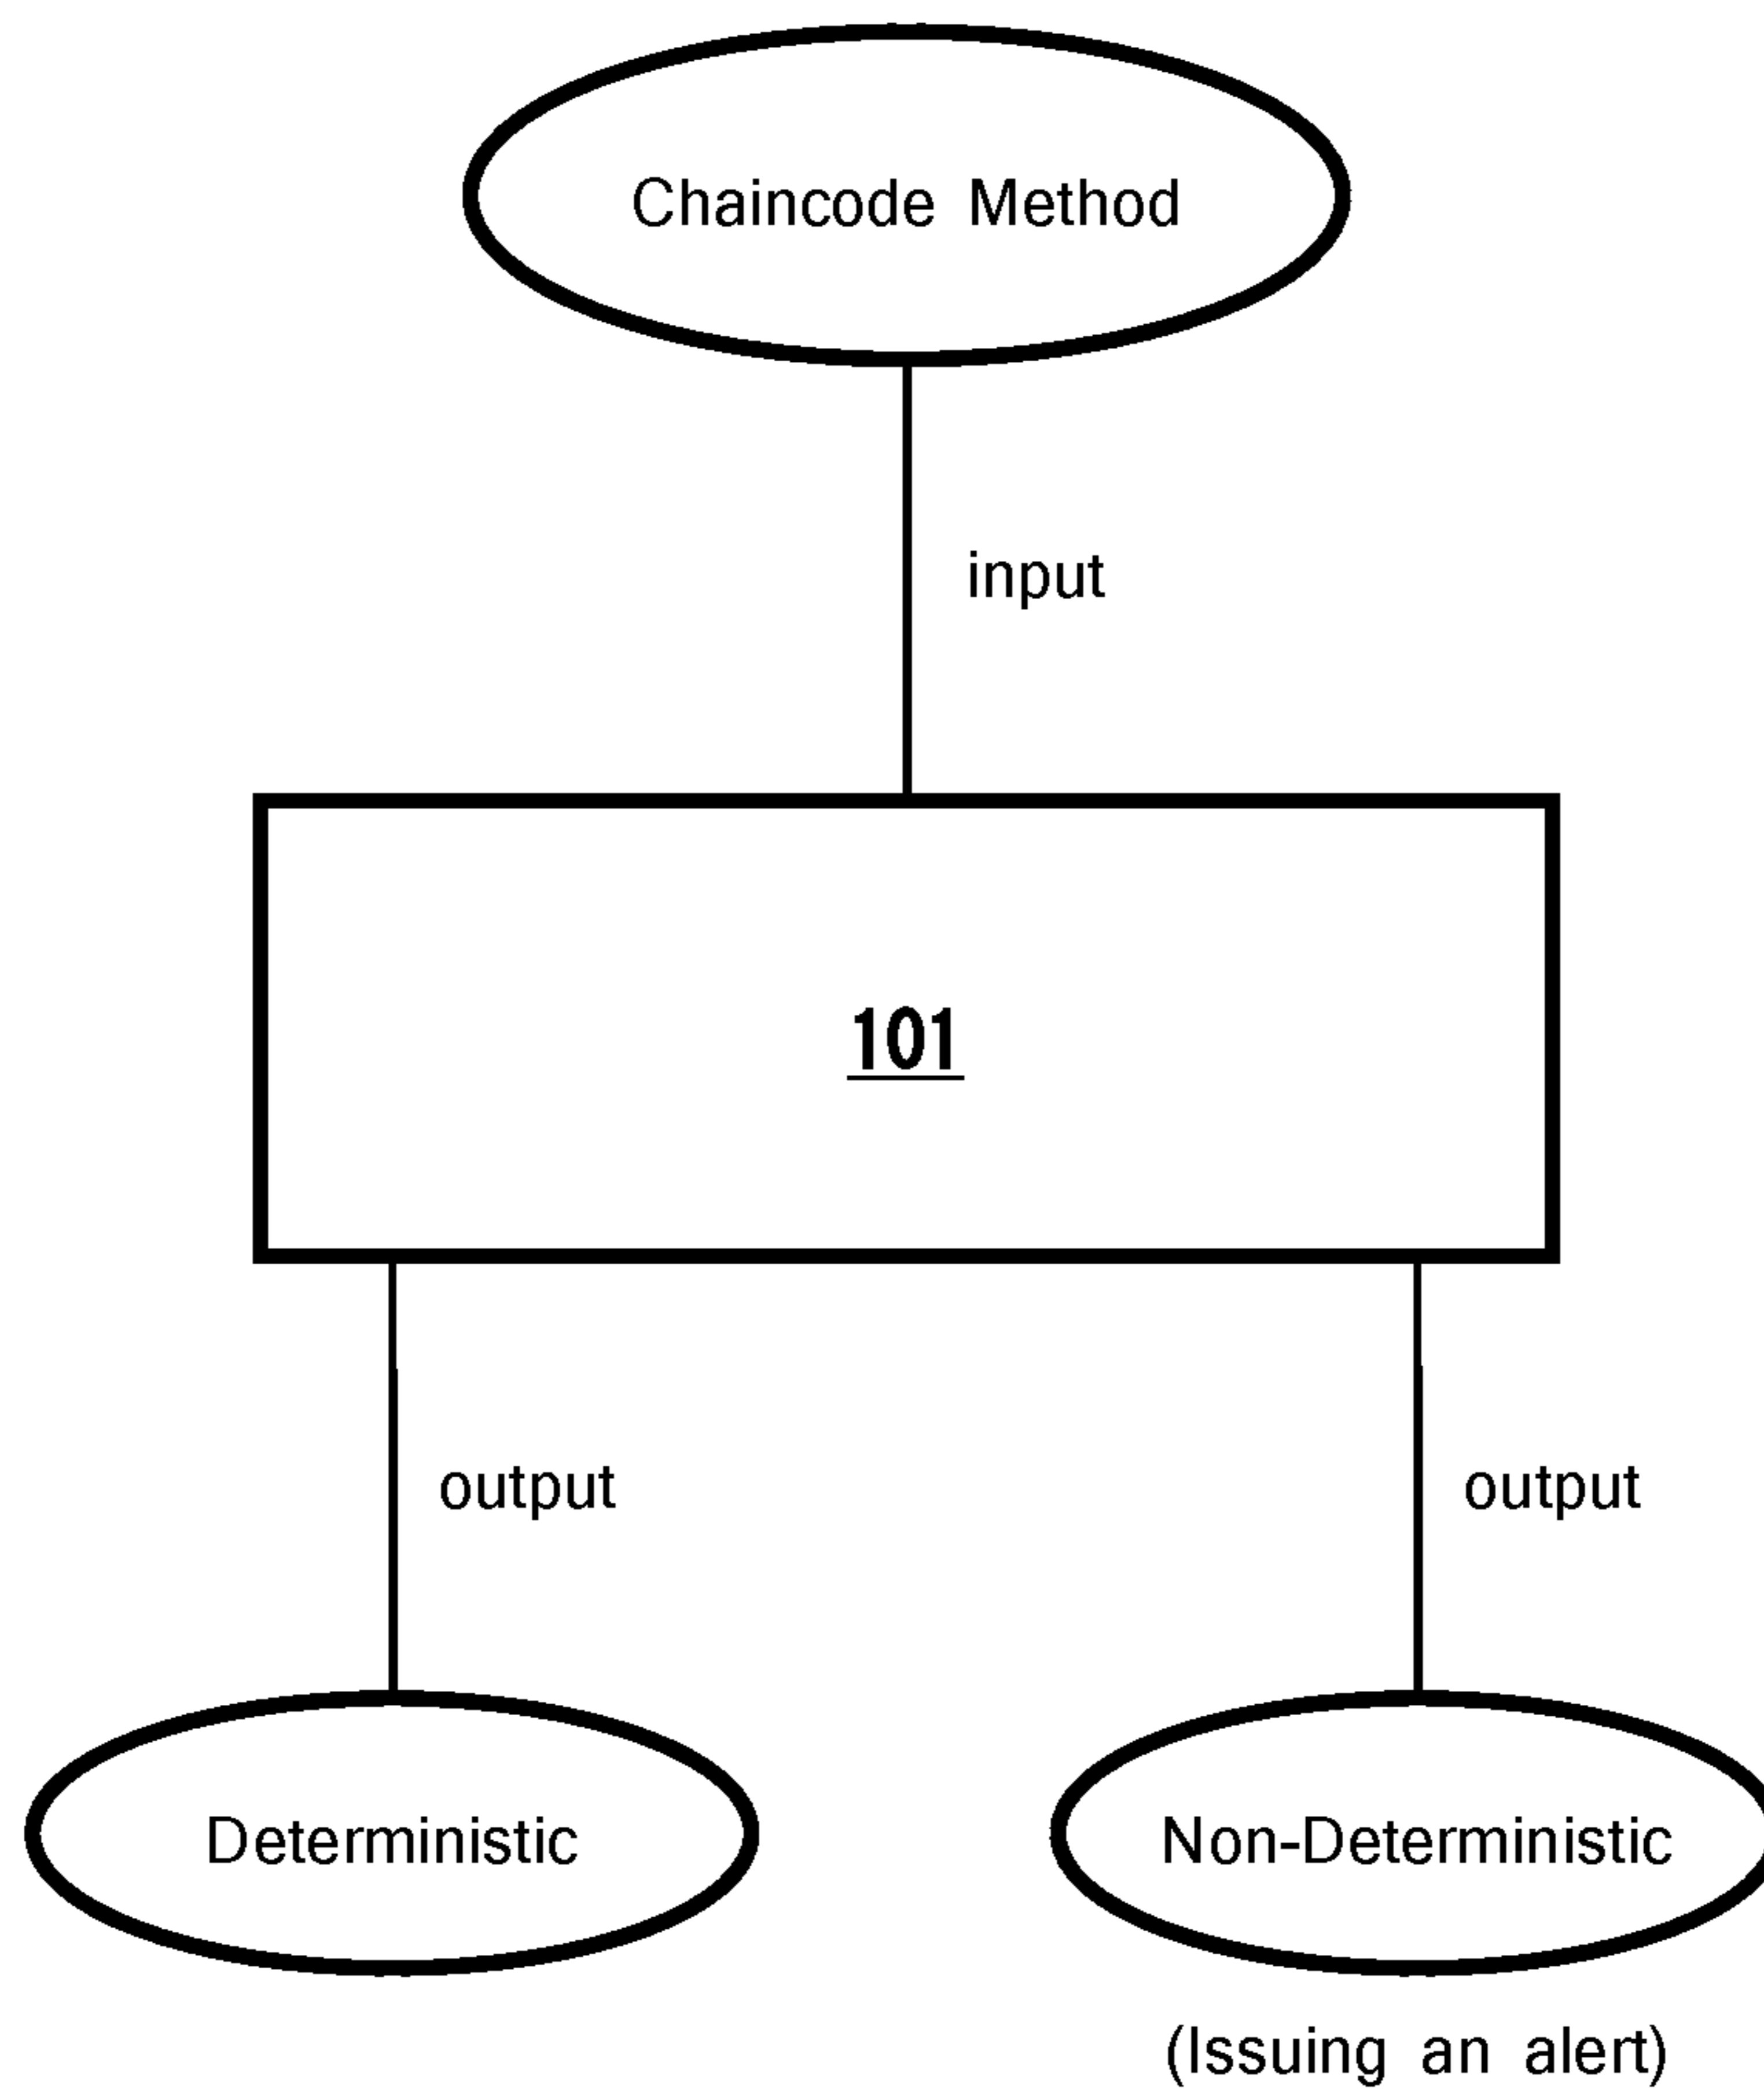 Chaincode Method
input
101
output
output
Deterministic
Non-Deterministic
(Issuing an alert)